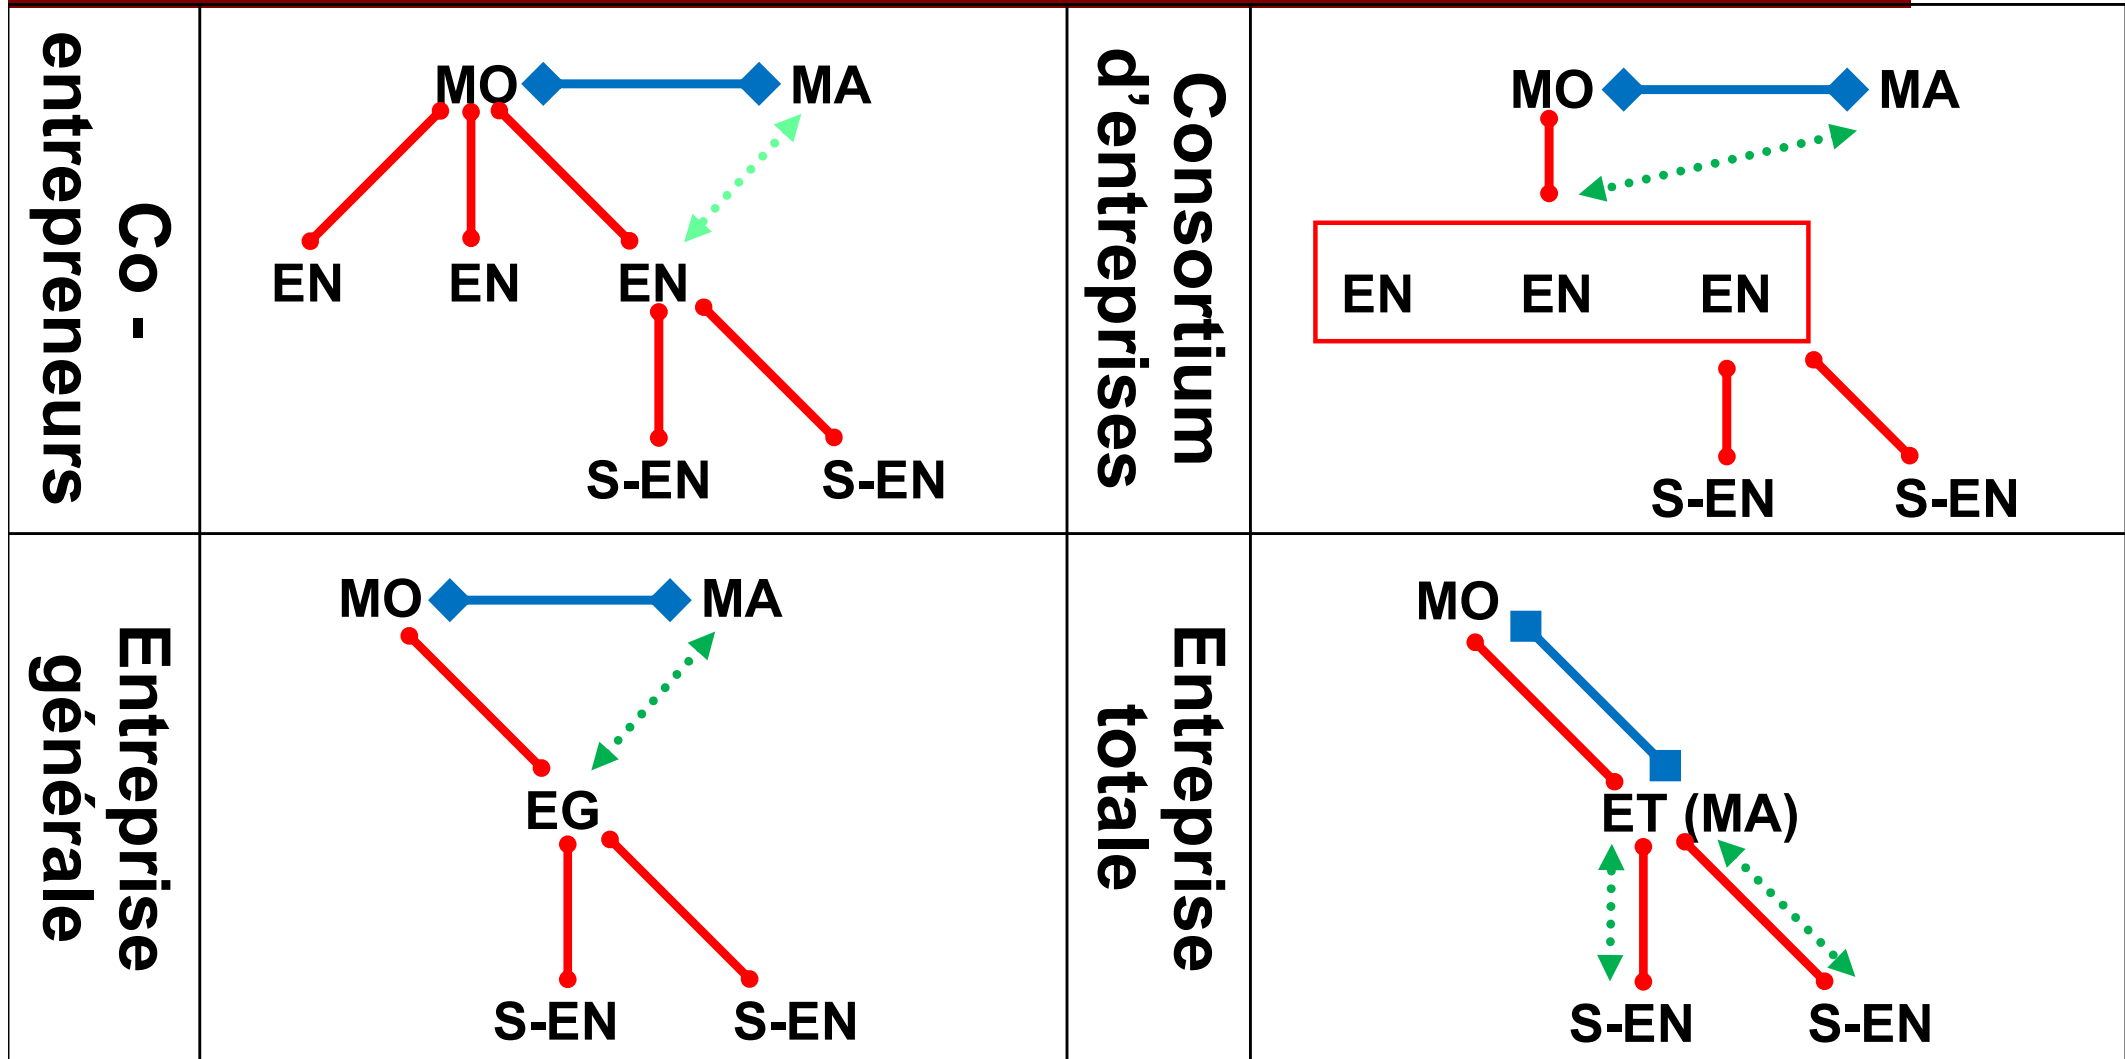 Co -
entrepreneurs
MO MA
EN EN EN
S-EN S-EN
Consortium
d'entreprises
MO MA
EN EN EN
S-EN S-EN
Entreprise
générale
MO MA
EG
S-EN S-EN
Entreprise
totale
MO
ET (MA)
S-EN S-EN